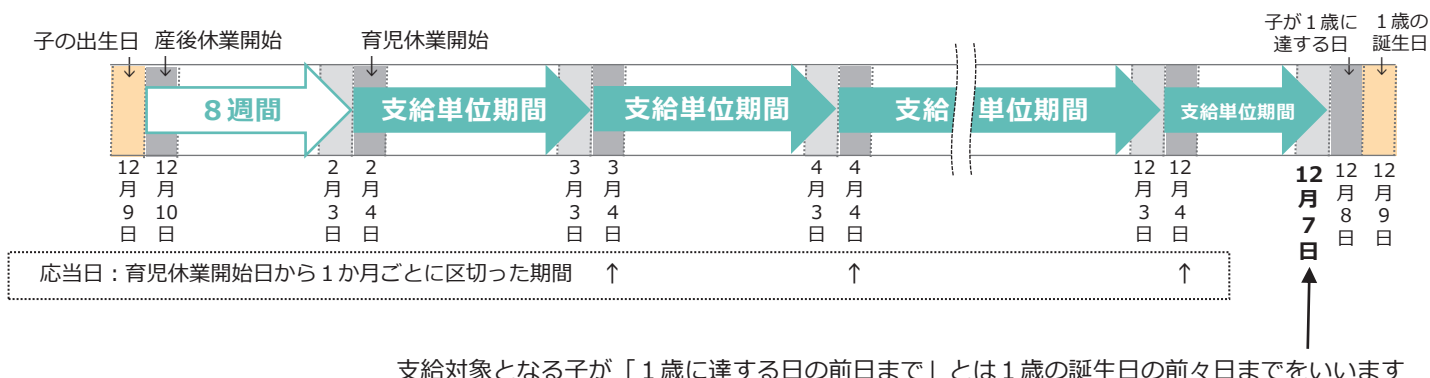 子の出生日 産後休業開始 育児休業開始 子が１歳に達する日 １歳の誕生日
８週間 支給単位期間 支給単位期間 支給 単位期間 支給単位期間
12月9日 12月10日 2月3日 2月4日 3月3日 3月4日 4月3日 4月4日 12月3日 12月4日 12月7日 12月8日 12月9日
応当日：育児休業開始日から１か月ごとに区切った期間 ↑ ↑ ↑
支給対象となる子が「１歳に達する日の前日まで」とは１歳の誕生日の前々日までをいいます